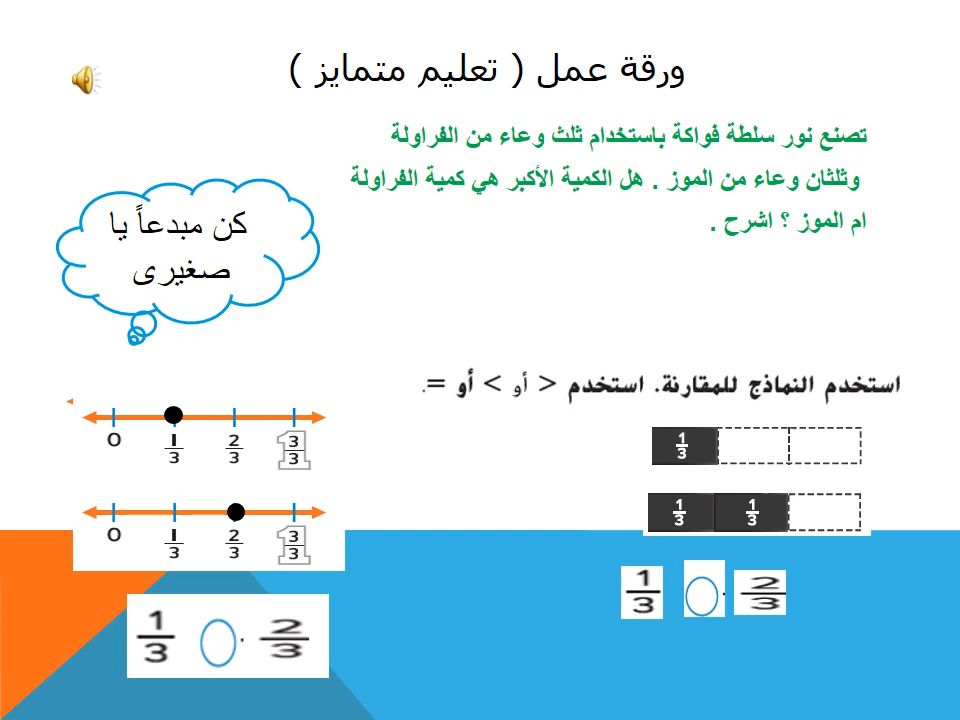 ورقة عمل ( تعليم متمايز )
تصنع نور سلطة فواكة باستخدام ثلث وعاء من الفراولة
وثلثان وعاء من الموز . هل الكمية الأكبر هي كمية الفراولة
ام الموز ؟ اشرح .
كن مبدعاً يا
صغيرى
استخدم النماذج للمقارنة. استخدم > أو < أو =.
1/3
1/3 1/3
1/3 2/3
0 1/3 2/3 3/3 1
0 1/3 2/3 3/3 1
1/3 2/3